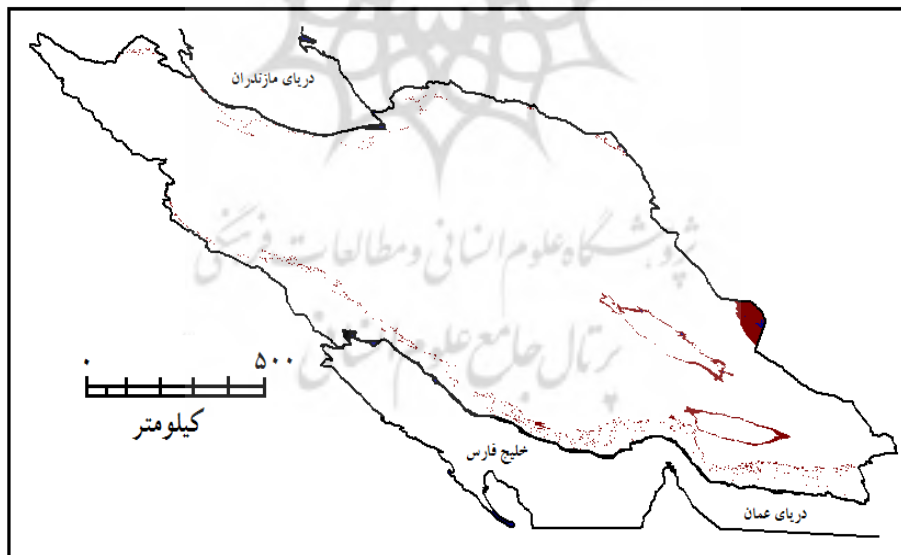 دریای مازندران
پژوهشگاه علوم انسانی و مطالعات فرهنگی
پرتال جامع علوم انسانی
۰ ۵۰۰
کیلومتر
خلیج فارس
دریای عمان